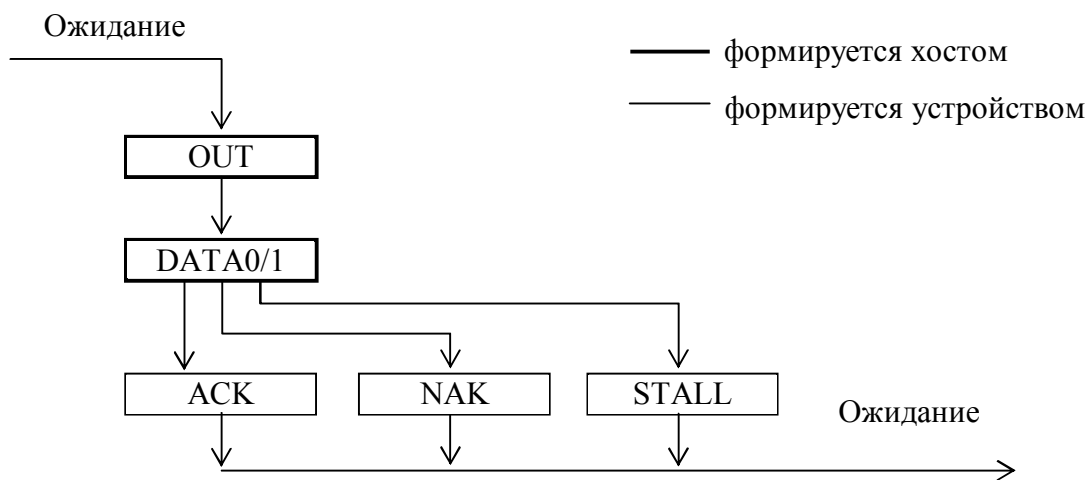 Ожидание
формируется хостом
формируется устройством
OUT
DATA0/1
ACK
NAK
STALL
Ожидание